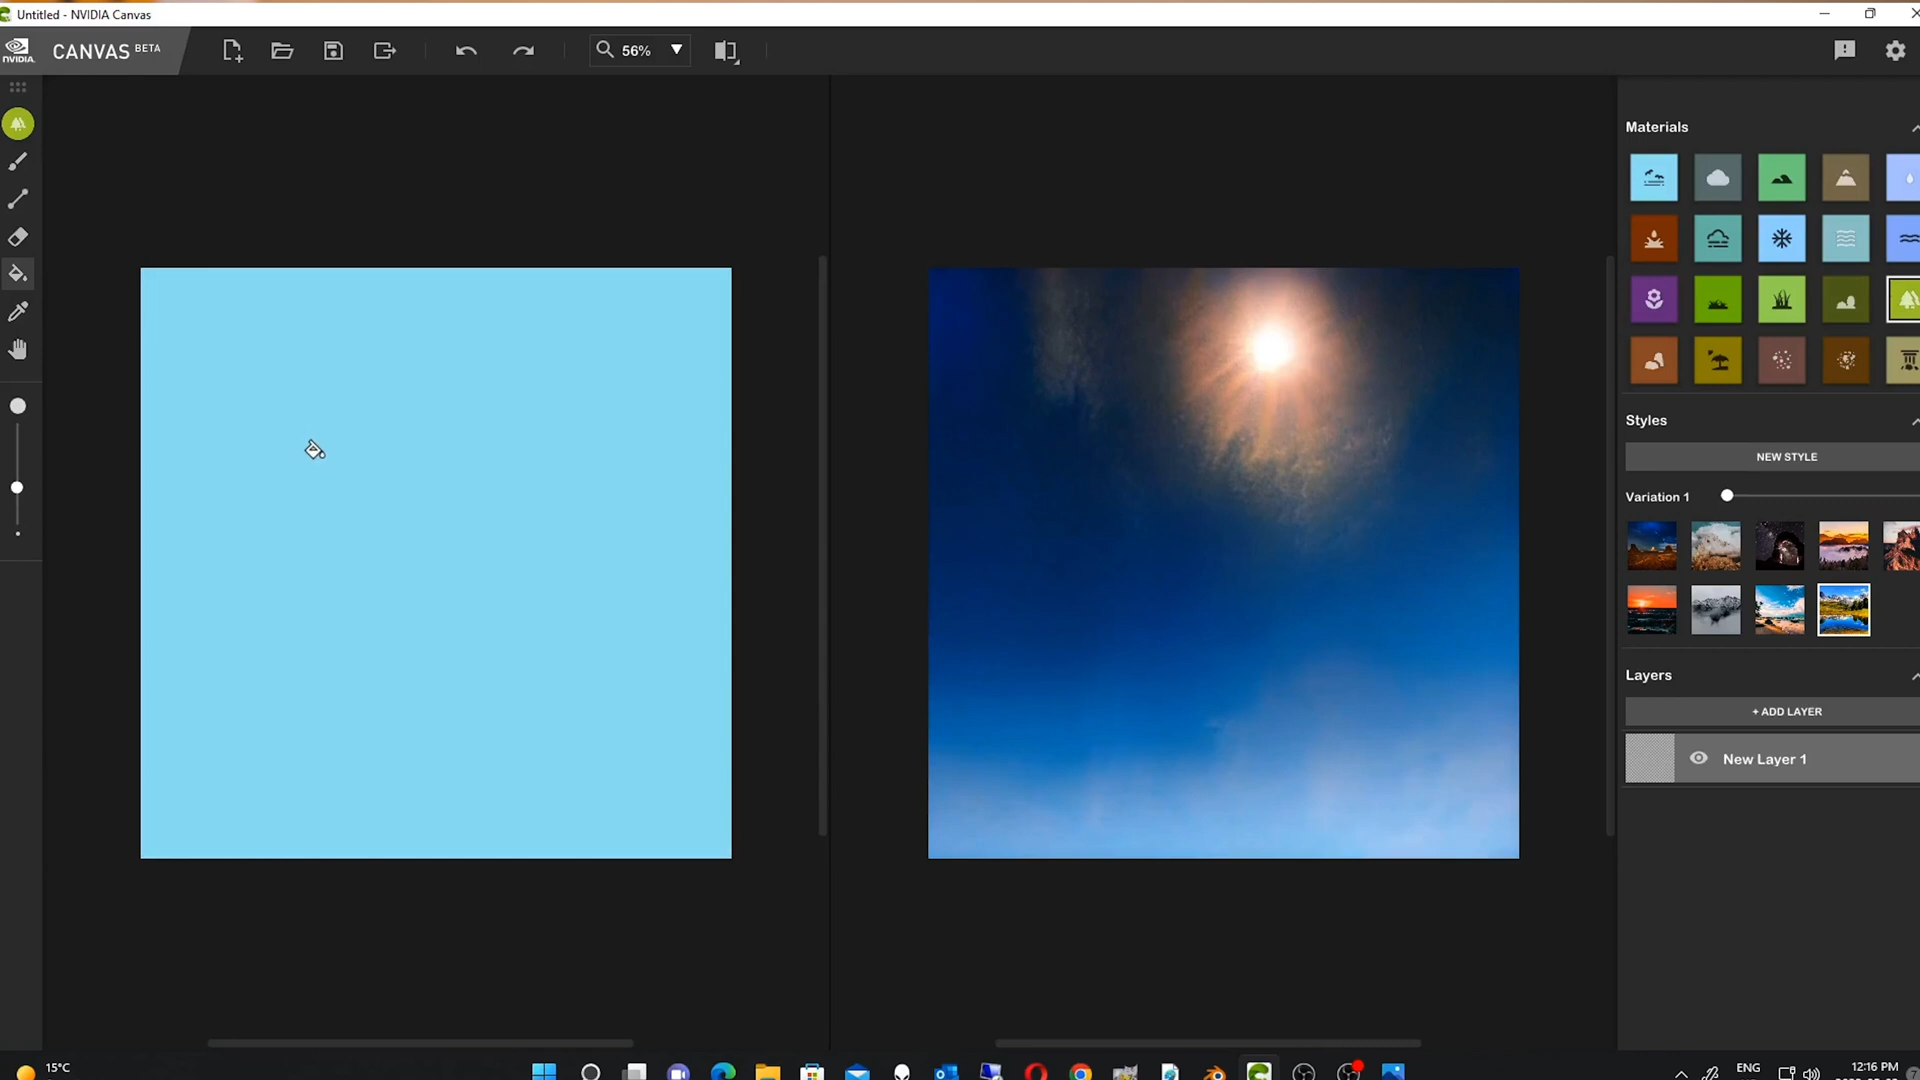 Untitled - NVIDIA Canvas
NVIDIA.
CANVAS BETA
56%
Materials
Styles
NEW STYLE
Variation 1
Layers
+ ADD LAYER
New Layer 1
15°C
ENG
12:16 PM